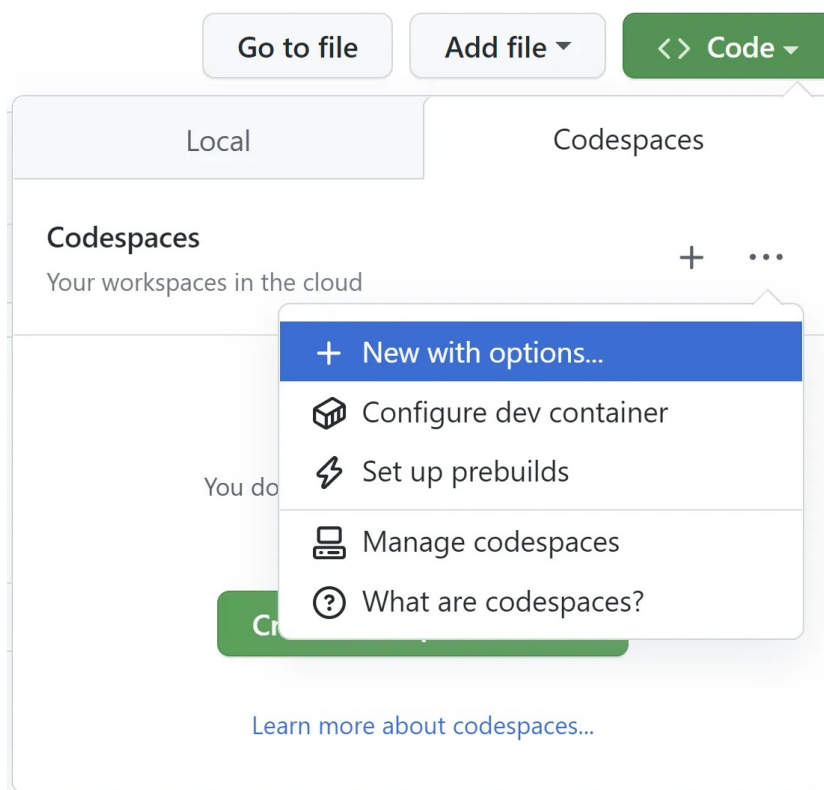 Go to file
Add file
Code
Local
Codespaces
Codespaces
Your workspaces in the cloud
New with options...
Configure dev container
You do
Set up prebuilds
Manage codespaces
What are codespaces?
Learn more about codespaces...